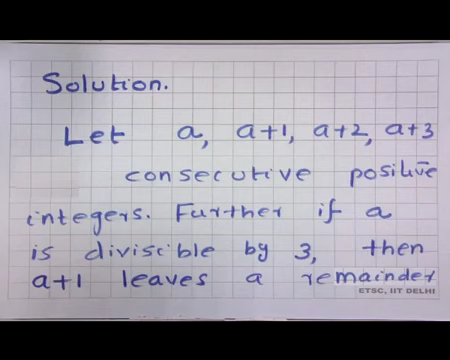 Solution.
Let a, a+1, a+2, a+3
consecutive positive
integers. Further if a
is divisible by 3, then
a+1 leaves a remainder
ETSC, IIT DELHI